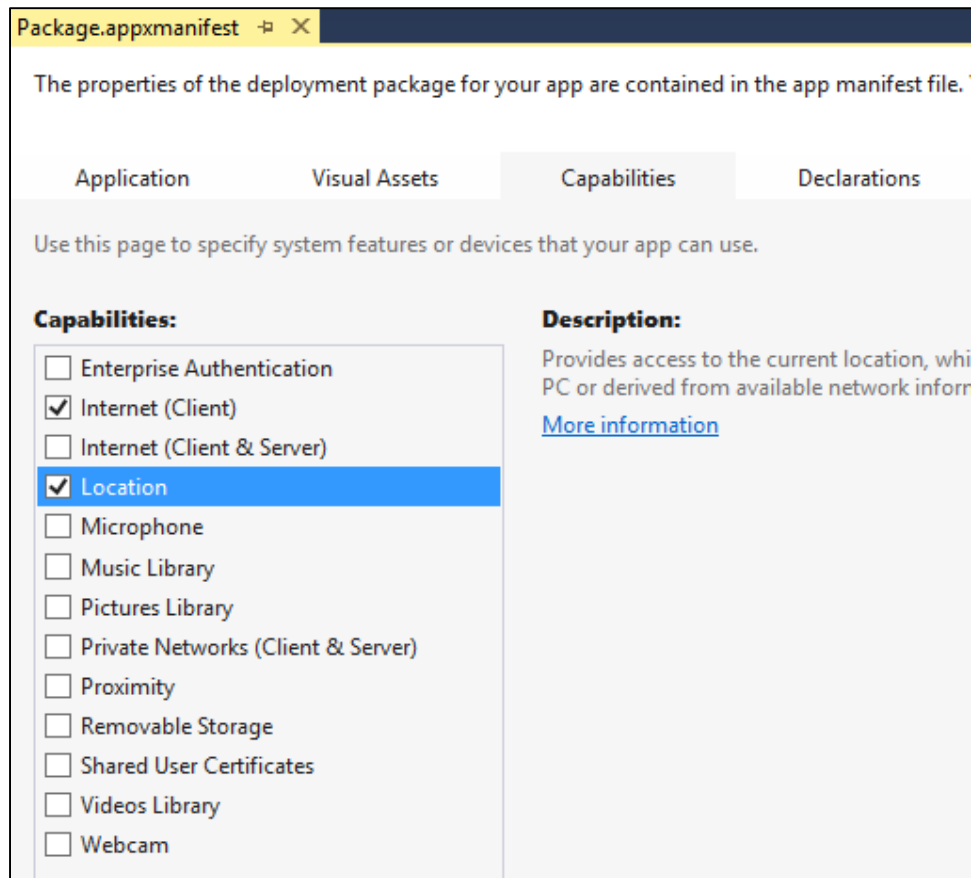 Package.appxmanifest
The properties of the deployment package for your app are contained in the app manifest file.
Application Visual Assets Capabilities Declarations
Use this page to specify system features or devices that your app can use.
Capabilities:
Enterprise Authentication
Internet (Client)
Internet (Client & Server)
Location
Microphone
Music Library
Pictures Library
Private Networks (Client & Server)
Proximity
Removable Storage
Shared User Certificates
Videos Library
Webcam
Description:
Provides access to the current location,
PC or derived from available network
More information